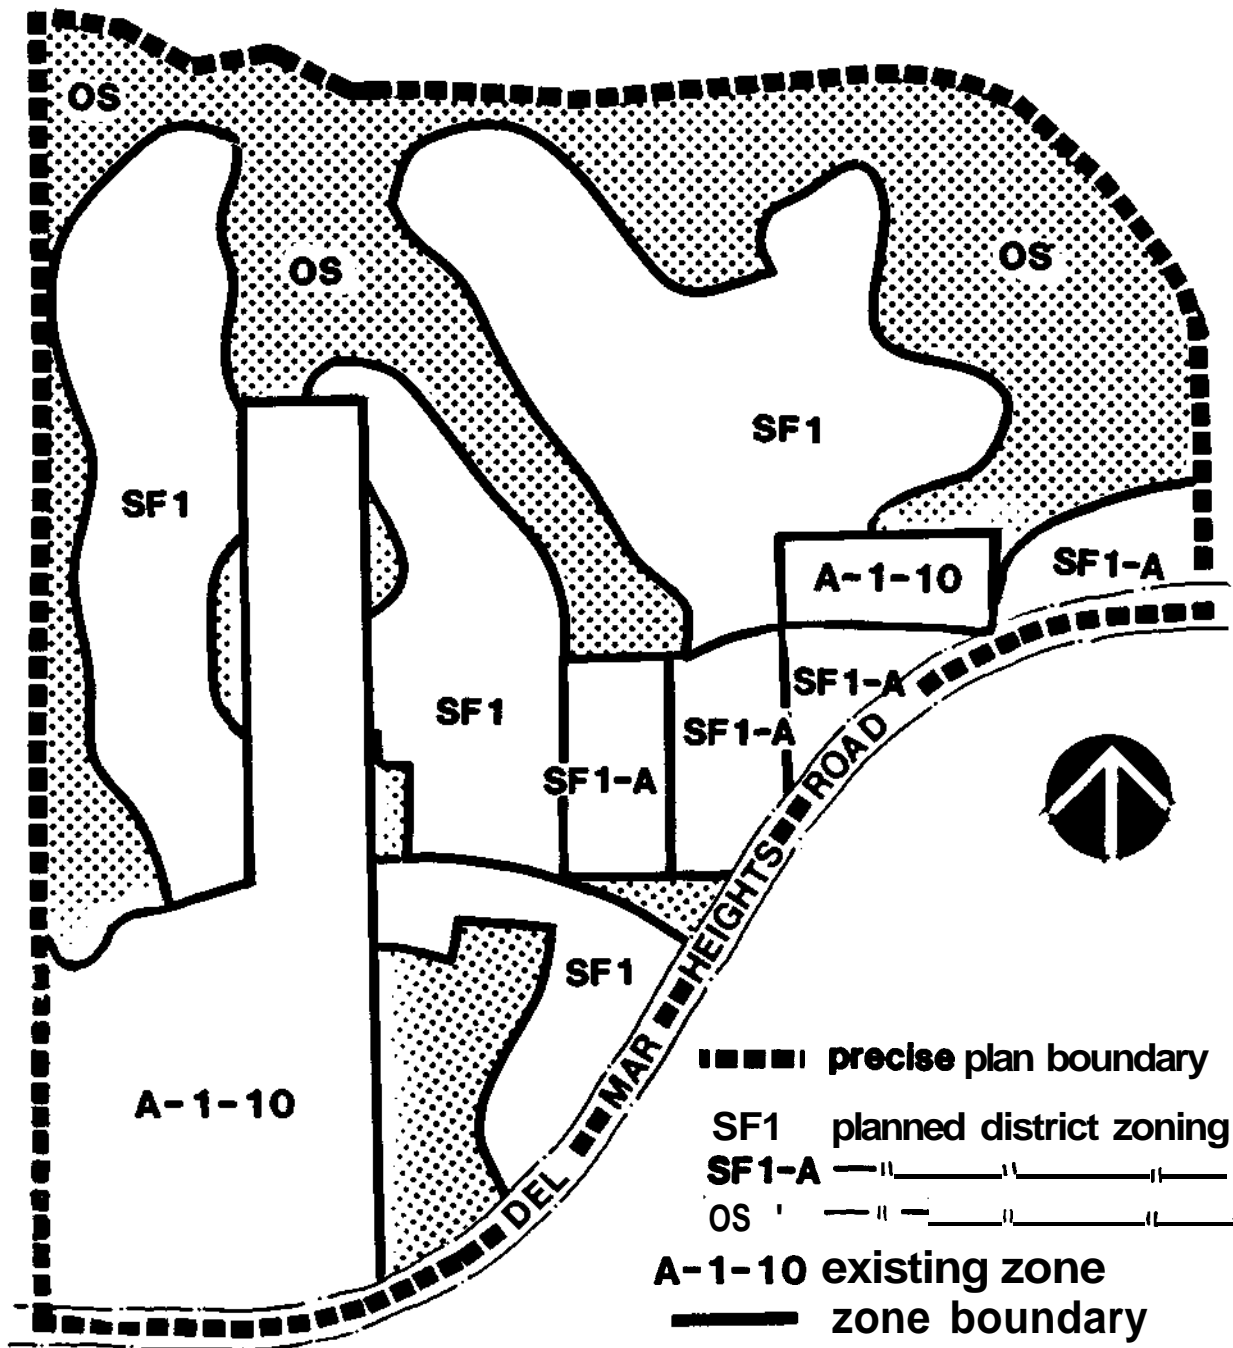 OS
OS
OS
SF1
SF1
A-1-10
SF1-A
SF1
SF1-A
SF1
SF1-A
SF1-A
SF1
A-1-10
DEL MAR HEIGHTS ROAD
precise plan boundary
SF1 planned district zoning
SF1-A — " — " — " —
OS ' — " — " — " —
A-1-10 existing zone
zone boundary